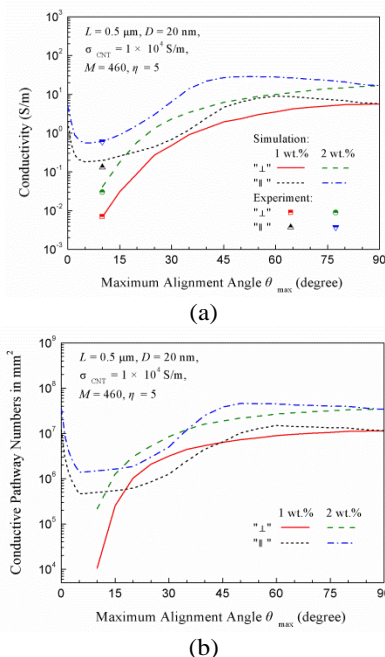 10³
L = 0.5 μm, D = 20 nm,
σ CNT = 1 × 10⁴ S/m,
M = 460, η = 5
10²
10¹
10⁰
10⁻¹
10⁻²
10⁻³
Conductivity (S/m)
Simulation:
1 wt.% 2 wt.%
"⊥"
"||"
Experiment:
"⊥"
"||"
0 15 30 45 60 75 90
Maximum Alignment Angle θ max (degree)
(a)
10⁹
L = 0.5 μm, D = 20 nm,
σ CNT = 1 × 10⁴ S/m,
M = 460, η = 5
10⁸
10⁷
10⁶
10⁵
10⁴
Conductive Pathway Numbers in mm²
1 wt.% 2 wt.%
"⊥"
"||"
0 15 30 45 60 75 90
Maximum Alignment Angle θ max (degree)
(b)